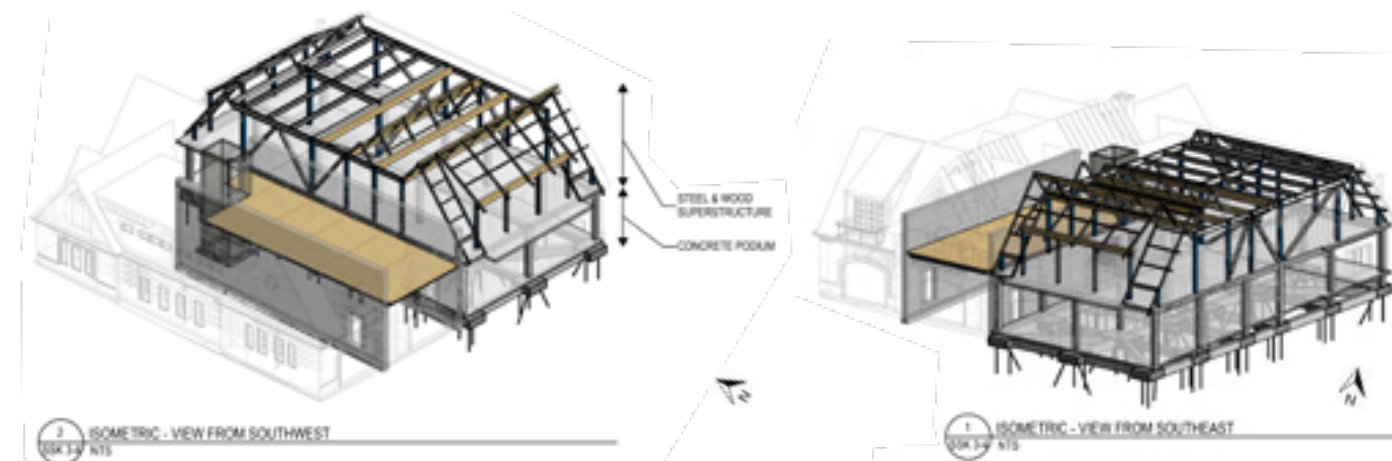 STEEL & WOOD
SUPERSTRUCTURE
CONCRETE PODIUM
N
2
ISOMETRIC - VIEW FROM SOUTHWEST
NTS
N
1
ISOMETRIC - VIEW FROM SOUTHEAST
NTS